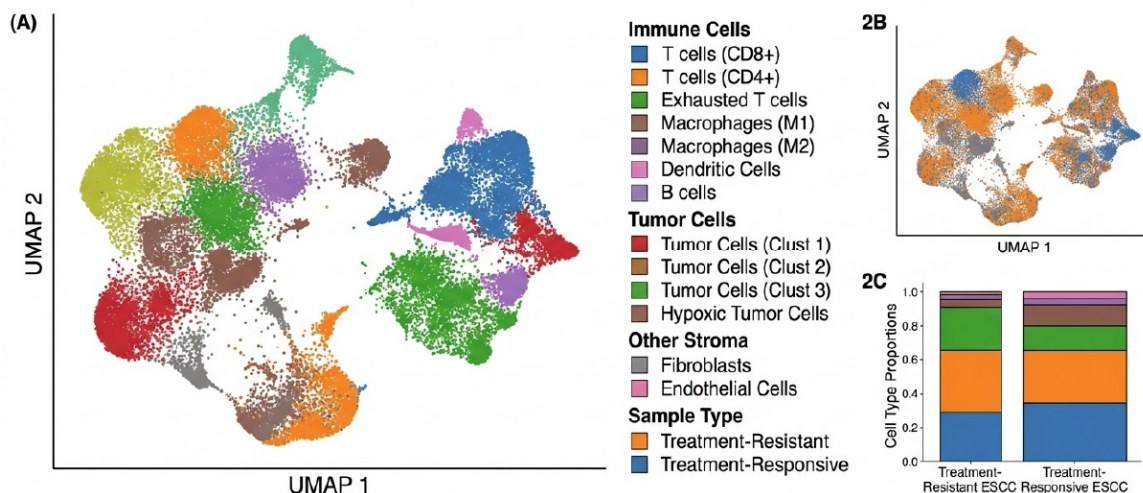 (A)
UMAP 2
UMAP 1
Immune Cells
T cells (CD8+)
T cells (CD4+)
Exhausted T cells
Macrophages (M1)
Macrophages (M2)
Dendritic Cells
B cells
Tumor Cells
Tumor Cells (Clust 1)
Tumor Cells (Clust 2)
Tumor Cells (Clust 3)
Hypoxic Tumor Cells
Other Stroma
Fibroblasts
Endothelial Cells
Sample Type
Treatment-Resistant
Treatment-Responsive
2B
UMAP 2
UMAP 1
2C
Cell Type Proportions
1.0
0.8
0.6
0.4
0.2
0.0
Treatment-
Resistant ESCC
Treatment-
Responsive ESCC